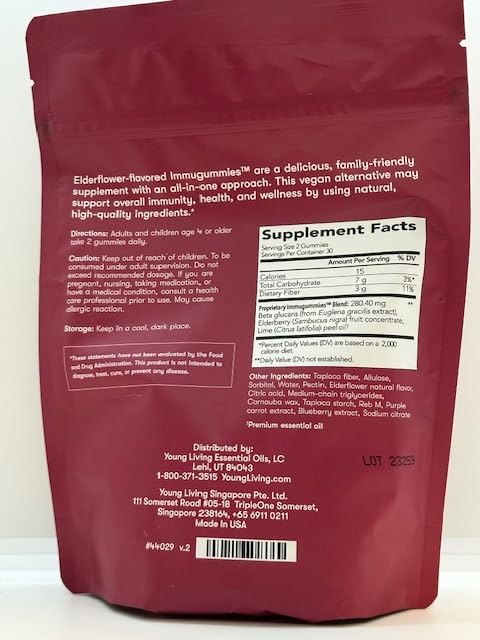 Elderflower-flavored Immugummies™ are a delicious, family-friendly
supplement with an all-in-one approach. This vegan alternative may
support overall immunity, health, and wellness by using natural,
high-quality ingredients.*
Directions: Adults and children age 4 or older
take 2 gummies daily.
Caution: Keep out of reach of children. To be
consumed under adult supervision. Do not
exceed recommended dosage. If you are
pregnant, nursing, taking medication, or
have a medical condition, consult a health
care professional prior to use. May cause
allergic reaction.
Storage: Keep in a cool, dark place.
*These statements have not been evaluated by the Food
and Drug Administration. This product is not intended to
diagnose, treat, cure, or prevent any disease.
Supplement Facts
Serving Size 2 Gummies
Servings Per Container 30
Amount Per Serving % DV
Calories 15
Total Carbohydrate 7 g 3%*
Dietary Fiber 3 g 11%
Proprietary Immugummies™ Blend: 280.40 mg **
Beta glucans (from Euglena gracilis extract),
Elderberry (Sambucus nigra) fruit concentrate,
Lime (Citrus latifolia) peel oil†
*Percent Daily Values (DV) are based on a 2,000
calorie diet.
**Daily Value (DV) not established.
Other Ingredients: Tapioca fiber, Allulose,
Sorbitol, Water, Pectin, Elderflower natural flavor,
Citric acid, Medium-chain triglycerides,
Carnauba wax, Tapioca starch, Reb M, Purple
carrot extract, Blueberry extract, Sodium citrate
†Premium essential oil
LOT 23259
Distributed by:
Young Living Essential Oils, LC
Lehi, UT 84043
1-800-371-3515 YoungLiving.com
Young Living Singapore Pte. Ltd.
111 Somerset Road #05-18 TripleOne Somerset,
Singapore 238164, +65 6911 0211
Made In USA
#44029 v.2